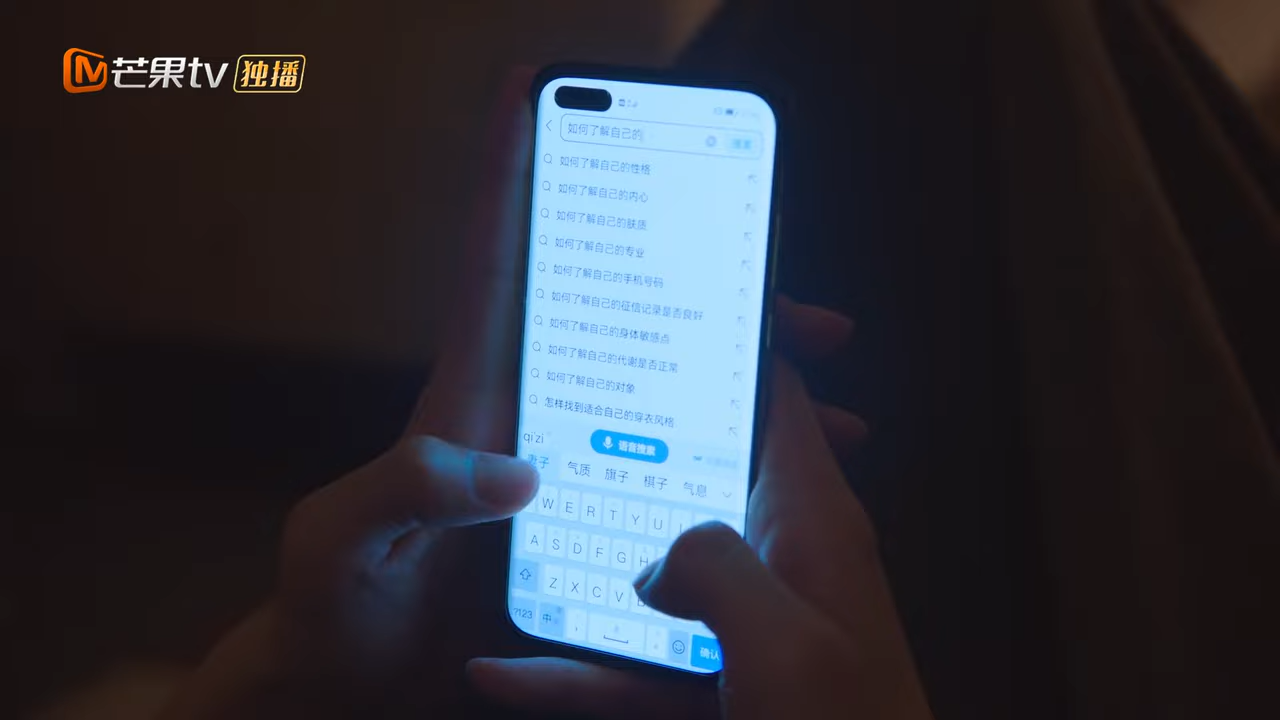 芒果tv 独播
如何了解自己的
搜索
如何了解自己的性格
如何了解自己的内心
如何了解自己的肤质
如何了解自己的专业
如何了解自己的手机号码
如何了解自己的征信记录是否良好
如何了解自己的身体敏感点
如何了解自己的代谢是否正常
如何了解自己的对象
怎样找到适合自己的穿衣风格
语音搜索
qi'zi
妻子 气质 旗子 棋子 气息
W E R T Y U
A S D F G H
Z X C V
?123 中 , 确认